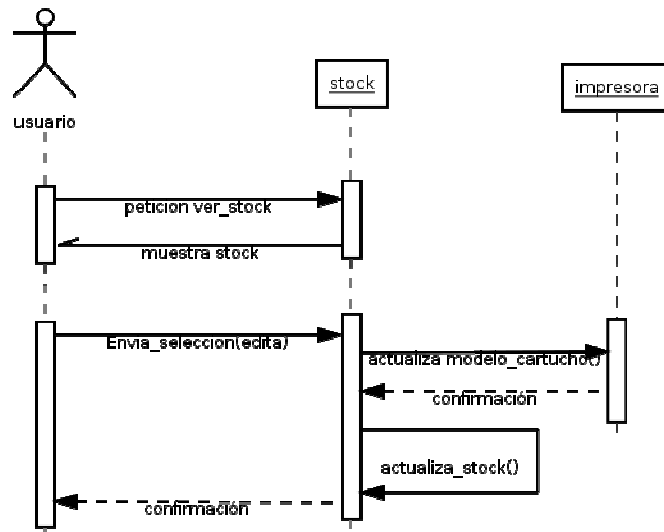 usuario
stock
impresora
peticion ver_stock
muestra stock
Envia_seleccion(edita)
actualiza modelo_cartucho()
confirmación
actualiza_stock()
confirmación